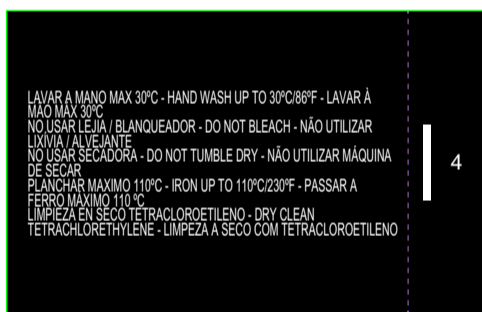 LAVAR A MANO MAX 30ºC - HAND WASH UP TO 30ºC/86ºF - LAVAR À
MÃO MÁX 30ºC
NO USAR LEJIA / BLANQUEADOR - DO NOT BLEACH - NÃO UTILIZAR
LIXÍVIA / ALVEJANTE
NO USAR SECADORA - DO NOT TUMBLE DRY - NÃO UTILIZAR MÁQUINA
DE SECAR
PLANCHAR MAXIMO 110ºC - IRON UP TO 110ºC/230ºF - PASSAR A
FERRO MÁXIMO 110 ºC
LIMPIEZA EN SECO TETRACLOROETILENO - DRY CLEAN
TETRACHLORETHYLENE - LIMPEZA A SECO COM TETRACLOROETILENO
4